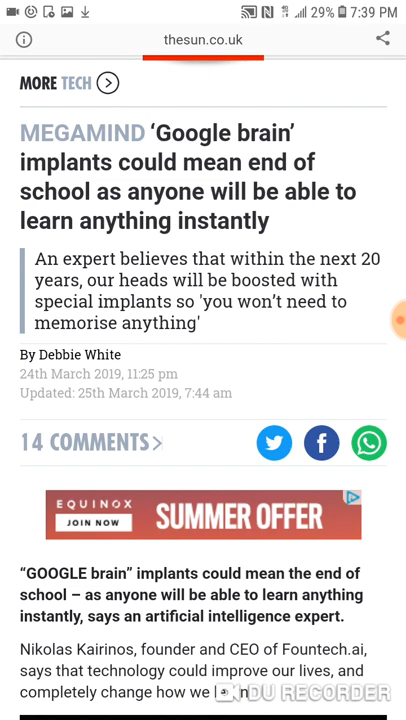 29% 7:39 PM
thesun.co.uk
MORE TECH
MEGAMIND ‘Google brain’
implants could mean end of
school as anyone will be able to
learn anything instantly
An expert believes that within the next 20
years, our heads will be boosted with
special implants so 'you won’t need to
memorise anything'
By Debbie White
24th March 2019, 11:25 pm
Updated: 25th March 2019, 7:44 am
14 COMMENTS
EQUINOX
JOIN NOW
SUMMER OFFER
“GOOGLE brain” implants could mean the end of
school – as anyone will be able to learn anything
instantly, says an artificial intelligence expert.
Nikolas Kairinos, founder and CEO of Fountech.ai,
says that technology could improve our lives, and
completely change how we
DU RECORDER